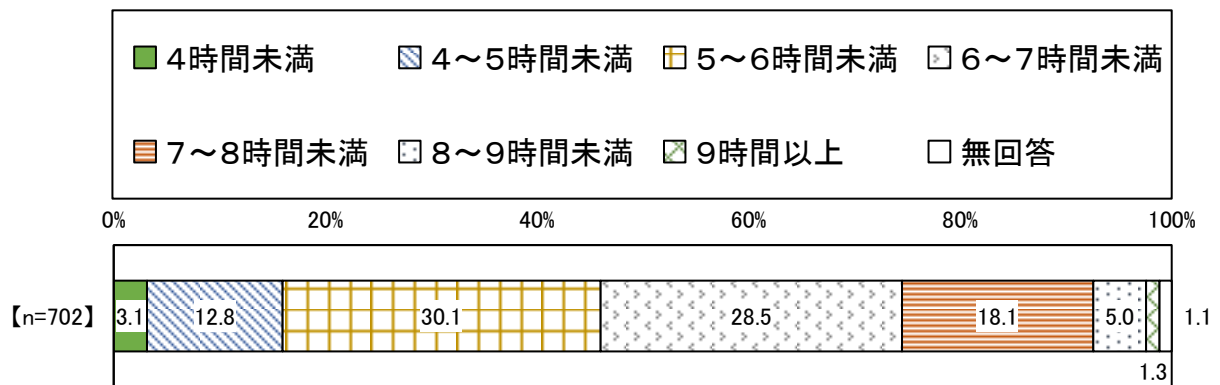 4時間未満 4～5時間未満 5～6時間未満 6～7時間未満
7～8時間未満 8～9時間未満 9時間以上 無回答
0% 20% 40% 60% 80% 100%
【n=702】 3.1 12.8 30.1 28.5 18.1 5.0 1.1
1.3